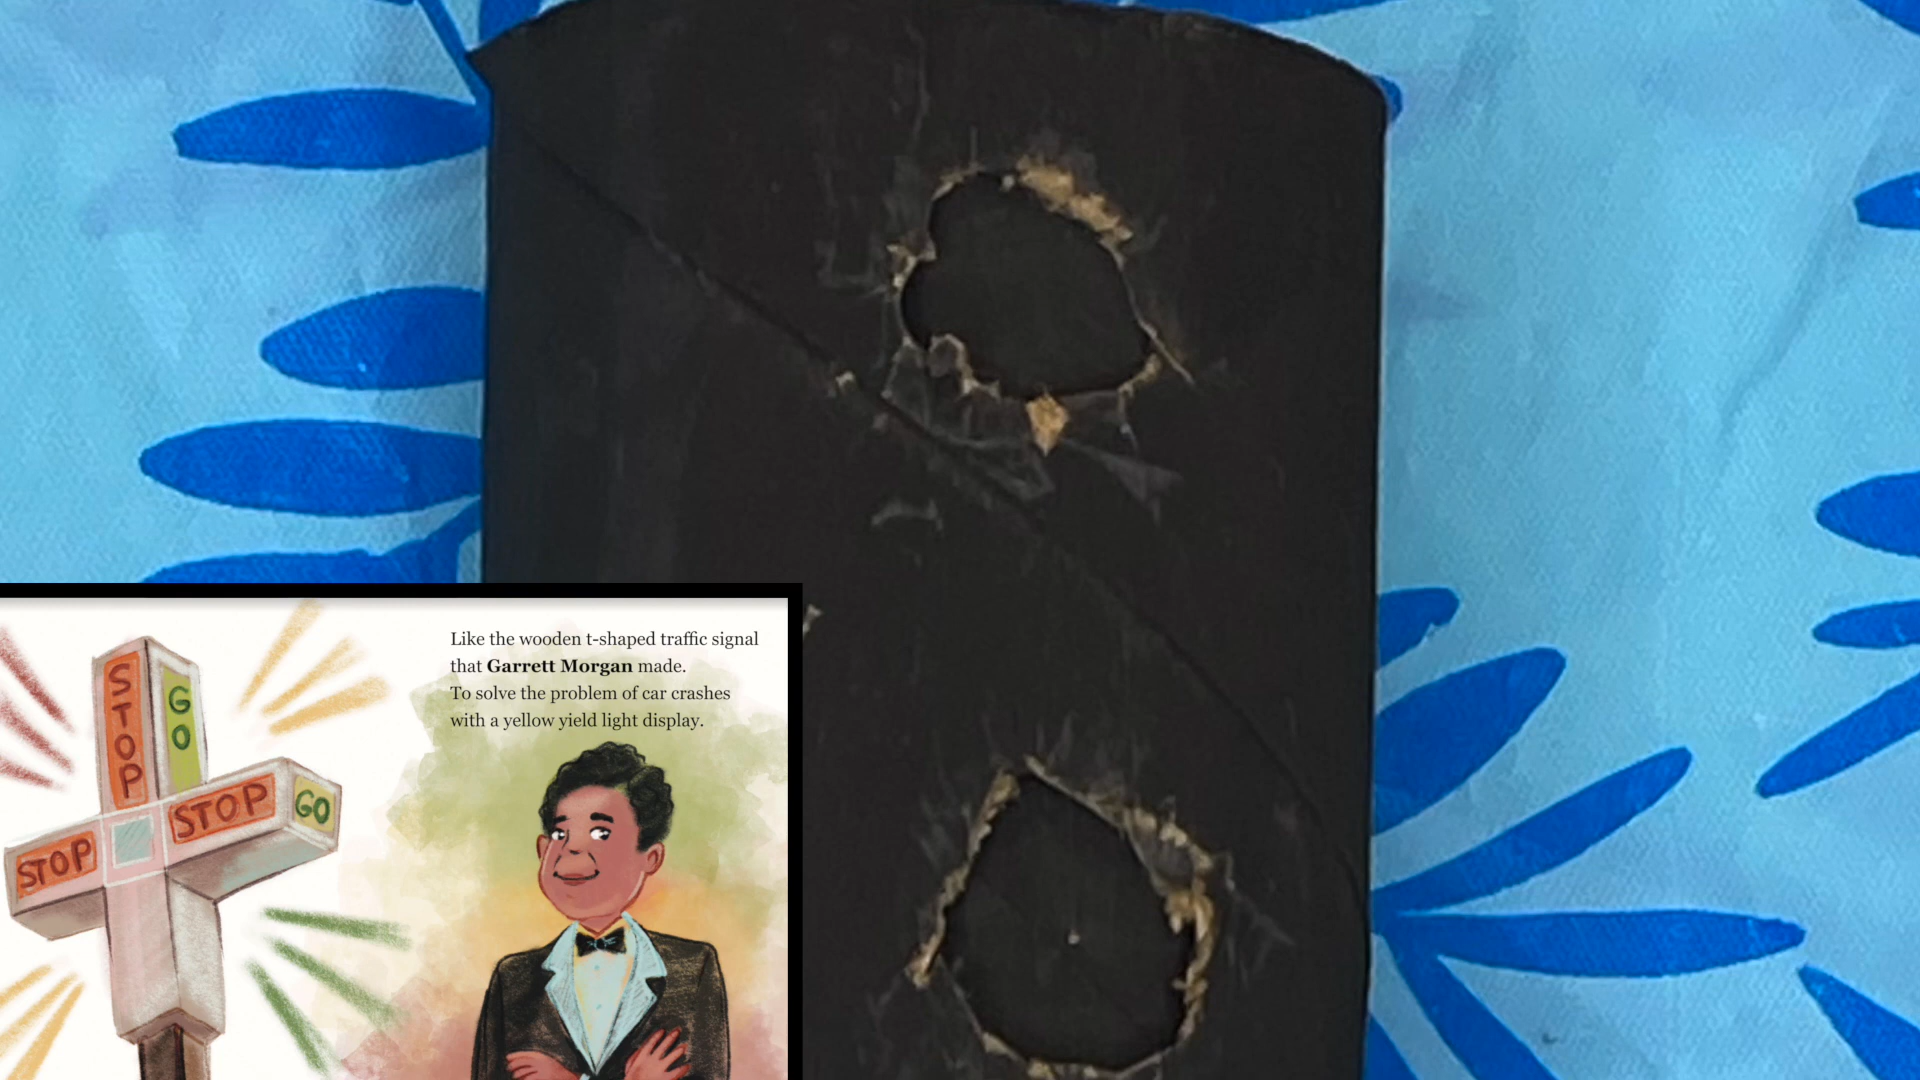 Like the wooden t-shaped traffic signal
that Garrett Morgan made.
To solve the problem of car crashes
with a yellow yield light display.
STOP
GO
STOP
GO
STOP